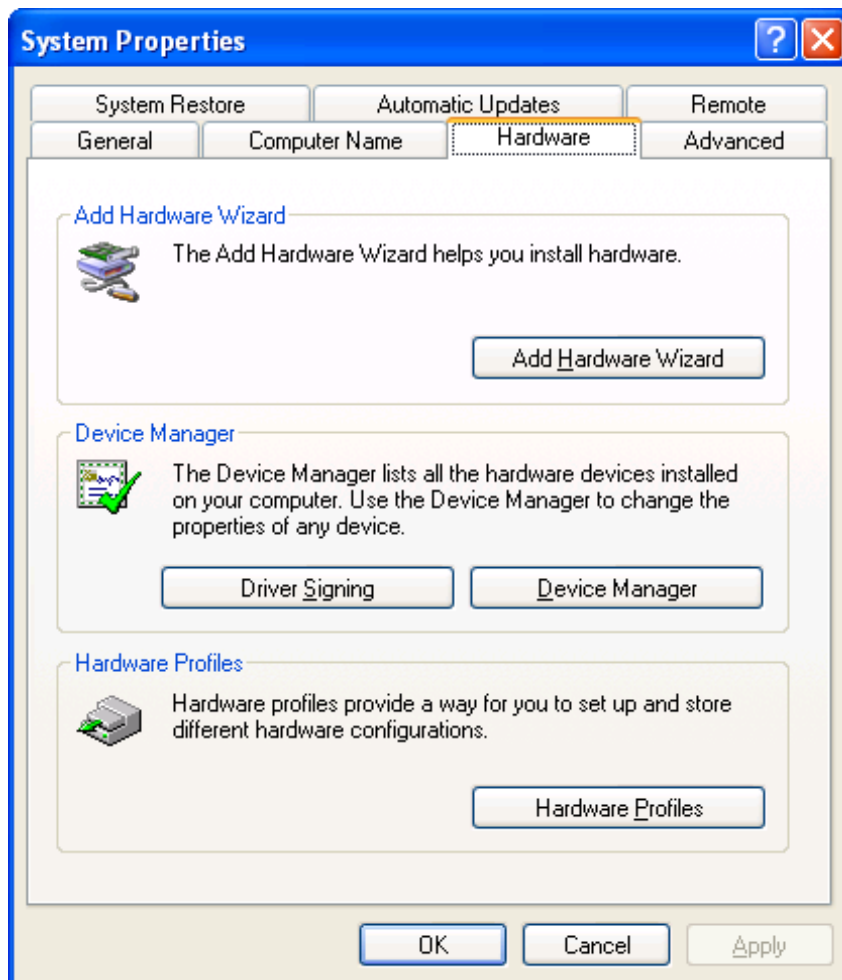 System Properties
System Restore Automatic Updates Remote
General Computer Name Hardware Advanced
Add Hardware Wizard
The Add Hardware Wizard helps you install hardware.
Add Hardware Wizard
Device Manager
The Device Manager lists all the hardware devices installed
on your computer. Use the Device Manager to change the
properties of any device.
Driver Signing Device Manager
Hardware Profiles
Hardware profiles provide a way for you to set up and store
different hardware configurations.
Hardware Profiles
OK Cancel Apply